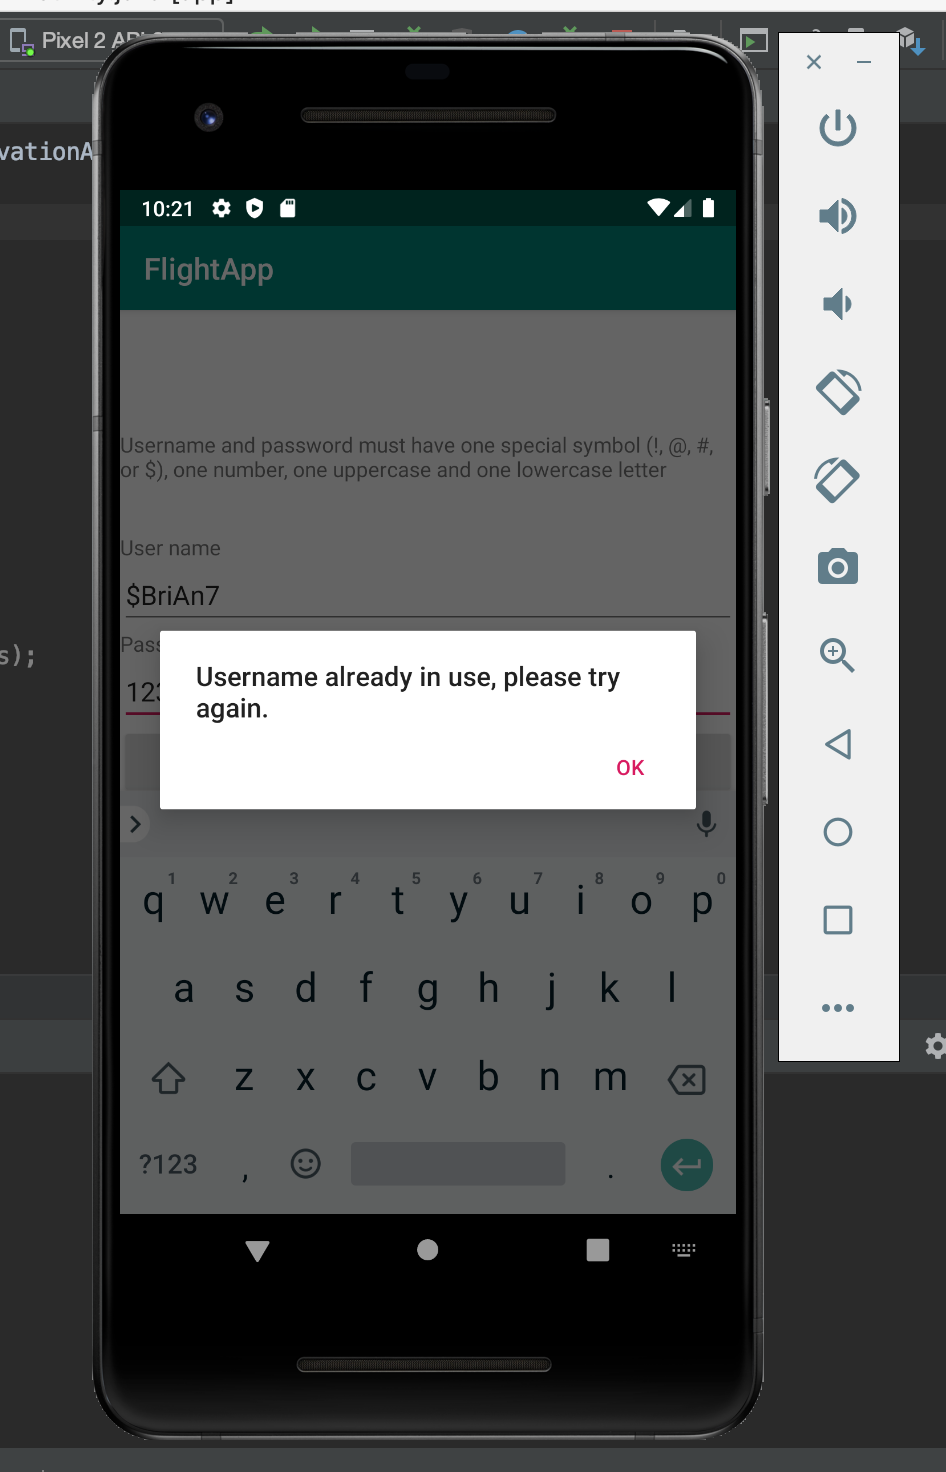 Pixel 2 API
vationA
10:21
FlightApp
Username and password must have one special symbol (!, @, #,
or $), one number, one uppercase and one lowercase letter
User name
$BriAn7
s);
Pass
123
Username already in use, please try
again.
OK
1 2 3 4 5 6 7 8 9 0
q w e r t y u i o p
a s d f g h j k l
z x c v b n m
?123 , .